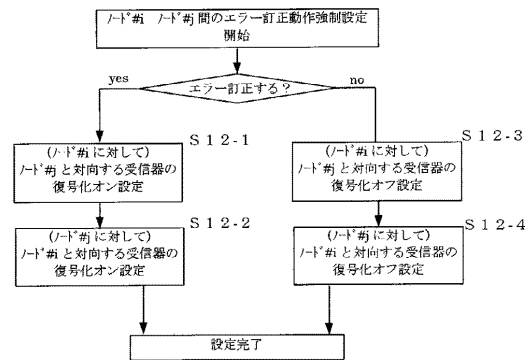 ノード#i ノード#j 間のエラー訂正動作強制設定
開始
エラー訂正する?
yes
no
S12-1
(ノード#i に対して)
ノード#j と対向する受信器の
復号化オン設定
S12-2
(ノード#j に対して)
ノード#i と対向する受信器の
復号化オン設定
S12-3
(ノード#i に対して)
ノード#j と対向する受信器の
復号化オフ設定
S12-4
(ノード#j に対して)
ノード#i と対向する受信器の
復号化オフ設定
設定完了